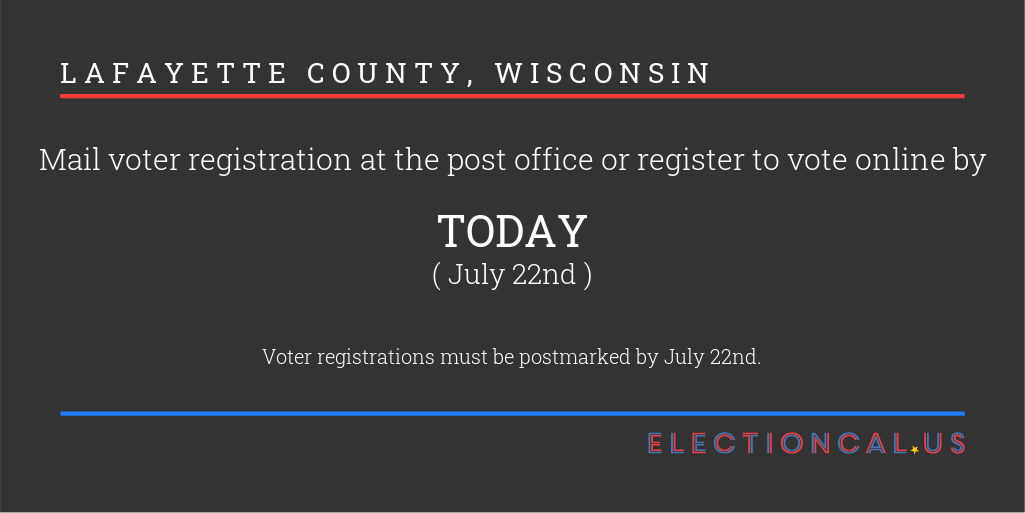 LAFAYETTE COUNTY, WISCONSIN
Mail voter registration at the post office or register to vote online by
TODAY
( July 22nd )
Voter registrations must be postmarked by July 22nd.
ELECTIONCAL.US